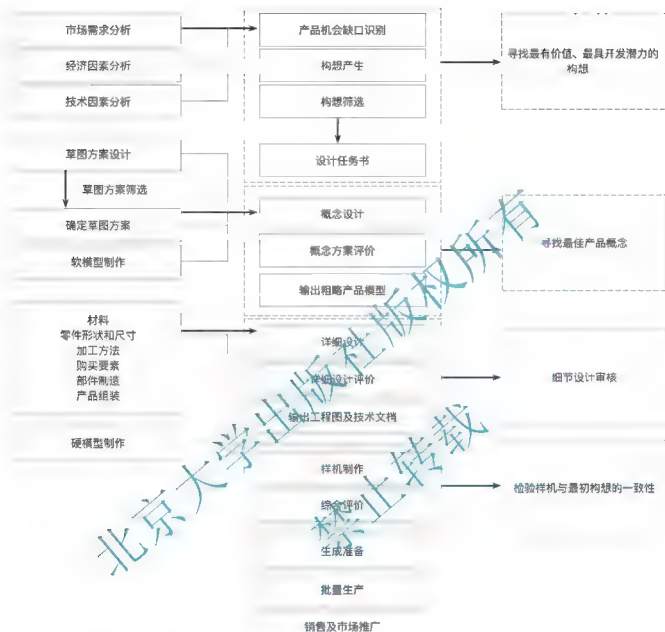 市场需求分析
经济因素分析
技术因素分析
产品机会缺口识别
构想产生
构想筛选
设计任务书
寻找最有价值、最具开发潜力的
构想
草图方案设计
草图方案筛选
确定草图方案
软模型制作
概念设计
概念方案评价
输出粗略产品模型
寻找最佳产品概念
材料
零件形状和尺寸
加工方法
购买要素
部件制造
产品组装
硬模型制作
详细设计
详细设计评价
输出工程图及技术文档
细节设计审核
样机制作
综合评价
检验样机与最初构想的一致性
生成准备
批量生产
销售及市场推广
北京大学出版社版权所有
禁止转载